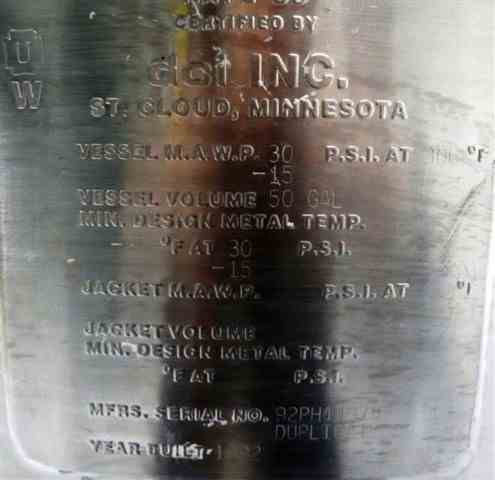 CERTIFIED BY
U
W
DCI INC.
ST. CLOUD, MINNESOTA
VESSEL M.A.W.P. 30 P.S.I. AT °F
-15
VESSEL VOLUME 50 GAL
MIN. DESIGN METAL TEMP.
°F AT 30 P.S.I.
-15
JACKET M.A.W.P. P.S.I. AT °F
JACKET VOLUME
MIN. DESIGN METAL TEMP.
°F AT P.S.I.
MFRS. SERIAL NO.
YEAR BUILT